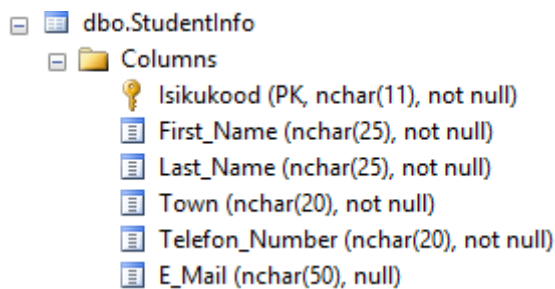 dbo.StudentInfo
Columns
Isikukood (PK, nchar(11), not null)
First_Name (nchar(25), not null)
Last_Name (nchar(25), not null)
Town (nchar(20), not null)
Telefon_Number (nchar(20), not null)
E_Mail (nchar(50), null)